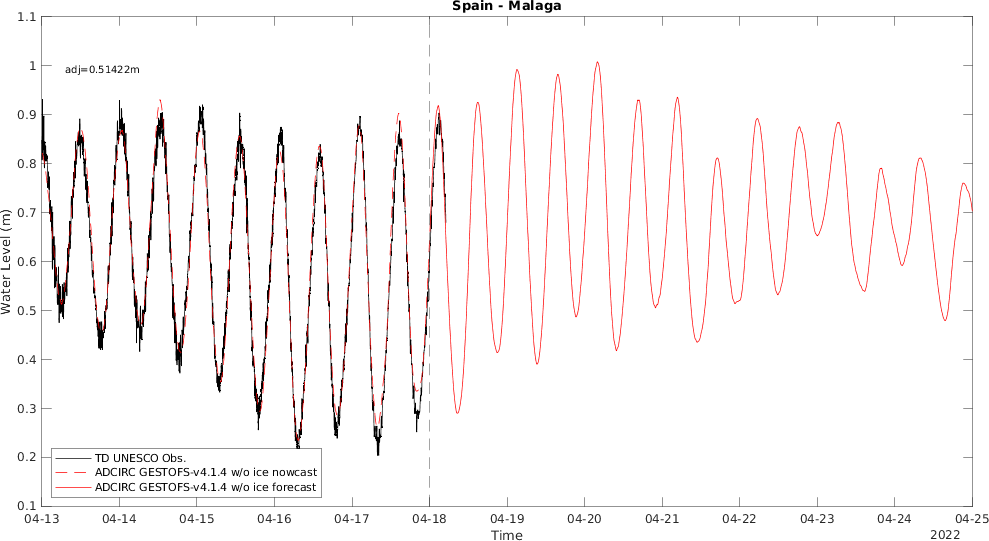 Spain - Malaga
1.1
1
0.9
0.8
0.7
0.6
0.5
0.4
0.3
0.2
0.1
Water Level (m)
adj=0.51422m
TD UNESCO Obs.
ADCIRC GESTOFS-v4.1.4 w/o ice nowcast
ADCIRC GESTOFS-v4.1.4 w/o ice forecast
04-13 04-14 04-15 04-16 04-17 04-18 04-19 04-20 04-21 04-22 04-23 04-24 04-25
Time
2022